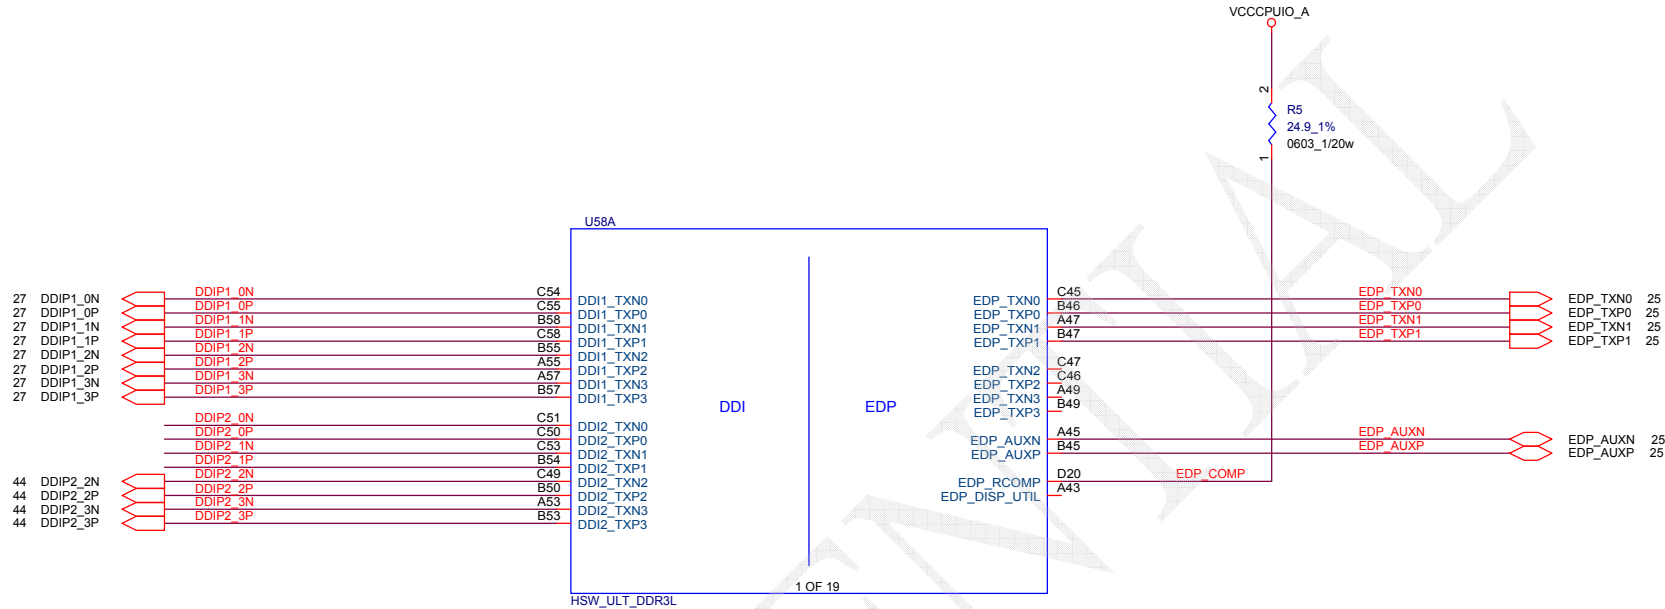 VCCCPUIO_A
2
R5
24.9_1%
0603_1/20w
1
U58A
27 DDIP1_0N DDIP1_0N C54 DDI1_TXN0 EDP_TXN0 C45 EDP_TXN0 EDP_TXN0 25
27 DDIP1_0P DDIP1_0P C55 DDI1_TXP0 EDP_TXP0 B46 EDP_TXP0 EDP_TXP0 25
27 DDIP1_1N DDIP1_1N B58 DDI1_TXN1 EDP_TXN1 A47 EDP_TXN1 EDP_TXN1 25
27 DDIP1_1P DDIP1_1P C58 DDI1_TXP1 EDP_TXP1 B47 EDP_TXP1 EDP_TXP1 25
27 DDIP1_2N DDIP1_2N B55 DDI1_TXN2 EDP_TXN2 C47
27 DDIP1_2P DDIP1_2P A55 DDI1_TXP2 EDP_TXP2 C46
27 DDIP1_3N DDIP1_3N A57 DDI1_TXN3 EDP_TXN3 A49
27 DDIP1_3P DDIP1_3P B57 DDI1_TXP3 EDP_TXP3 B49
DDI EDP
DDIP2_0N C51 DDI2_TXN0
DDIP2_0P C50 DDI2_TXP0 EDP_AUXN A45 EDP_AUXN EDP_AUXN 25
DDIP2_1N C53 DDI2_TXN1 EDP_AUXP B45 EDP_AUXP EDP_AUXP 25
DDIP2_1P B54 DDI2_TXP1
44 DDIP2_2N DDIP2_2N C49 DDI2_TXN2 EDP_RCOMP D20 EDP_COMP
44 DDIP2_2P DDIP2_2P B50 DDI2_TXP2 EDP_DISP_UTIL A43
44 DDIP2_3N DDIP2_3N A53 DDI2_TXN3
44 DDIP2_3P DDIP2_3P B53 DDI2_TXP3
1 OF 19
HSW_ULT_DDR3L